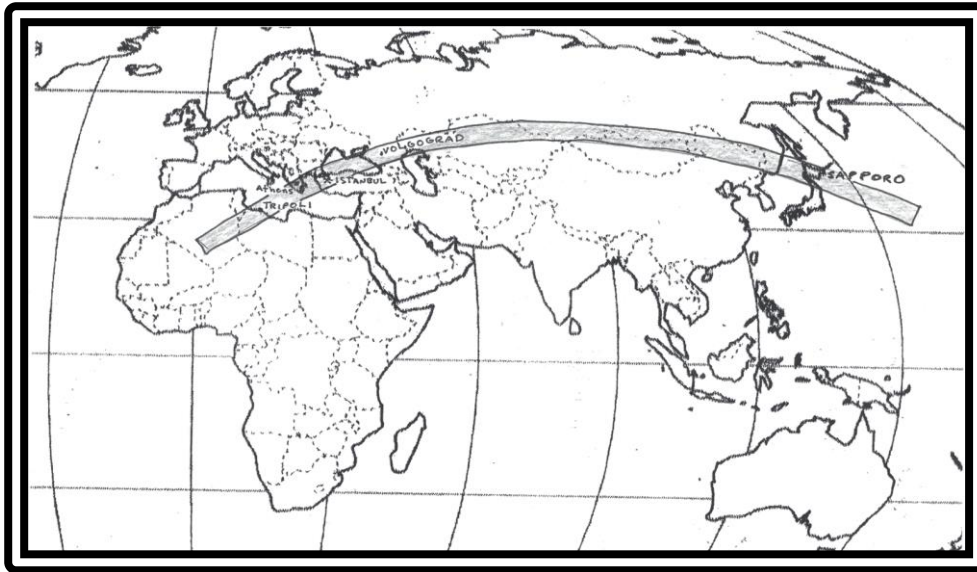 VOLGOGRAD
ISTANBUL
Athens
TRIPOLI
SAPPORO